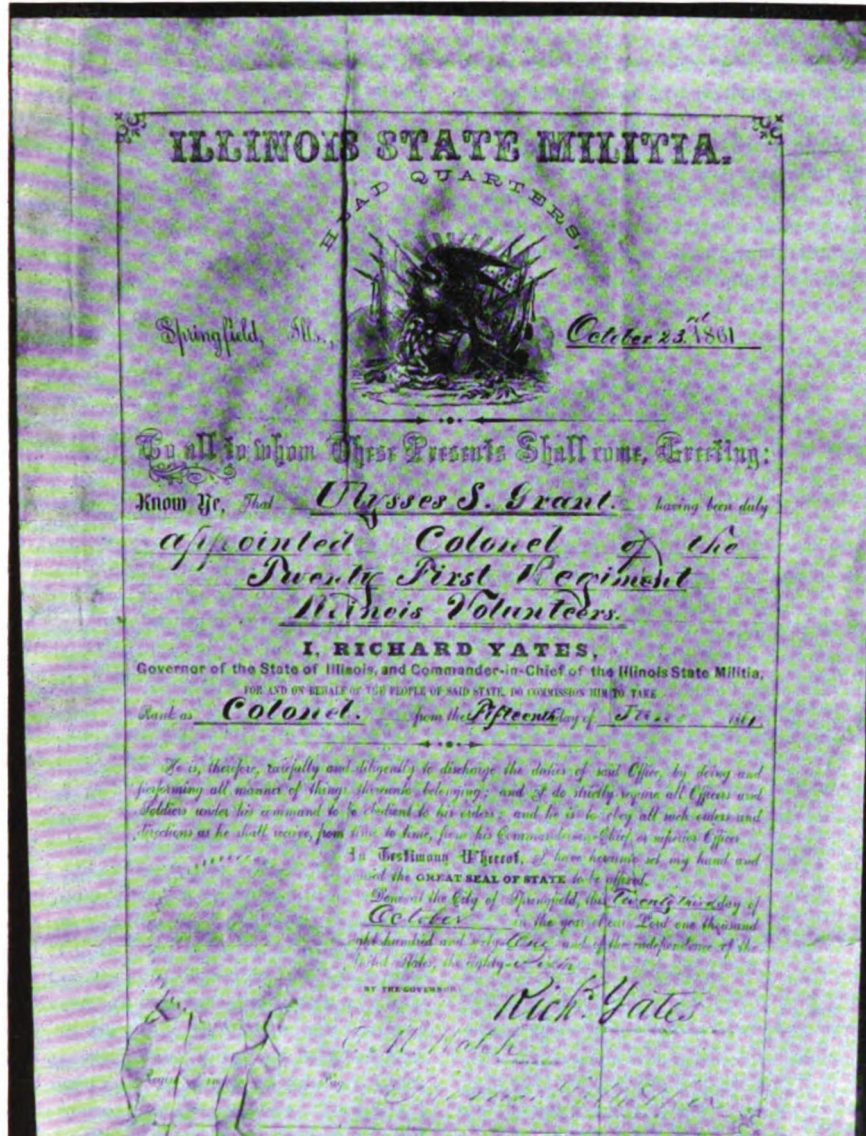 ILLINOIS STATE MILITIA.
HEAD QUARTERS,
Springfield, Ills., October 23rd 1861
To all to whom These Presents Shall come, Greeting:
Know Ye, That Ulysses S. Grant. having been duly
appointed Colonel of the
Twenty First Regiment
Illinois Volunteers.
I, RICHARD YATES,
Governor of the State of Illinois, and Commander-in-Chief of the Illinois State Militia,
FOR AND ON BEHALF OF THE PEOPLE OF SAID STATE, DO COMMISSION HIM TO TAKE
Rank as Colonel. from the Fifteenth day of June 1861
He is, therefore, carefully and diligently to discharge the duties of said Office, by doing and
performing all manner of things thereunto belonging; and I do strictly require all Officers and
Soldiers under his command to be obedient to his orders; and he is to obey all such orders and
directions as he shall receive, from time to time, from his Commander-in-Chief, or superior Officer.
In Testimony Whereof, I have hereunto set my hand and
caused the GREAT SEAL OF STATE to be affixed.
Done at the City of Springfield, this Twenty third day of
October in the year of our Lord one thousand
eight hundred and sixty-One and of the independence of the
United States, the eighty-
BY THE GOVERNOR
Richd. Yates
O. M. Hatch